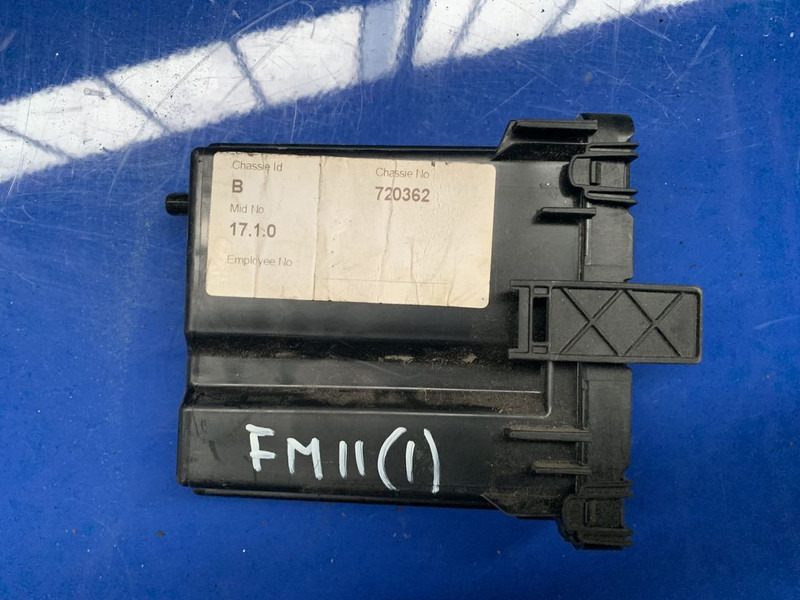 Chassie Id Chassie No
B 720362
Mid No
17.1.0
Employee No
FM11(1)